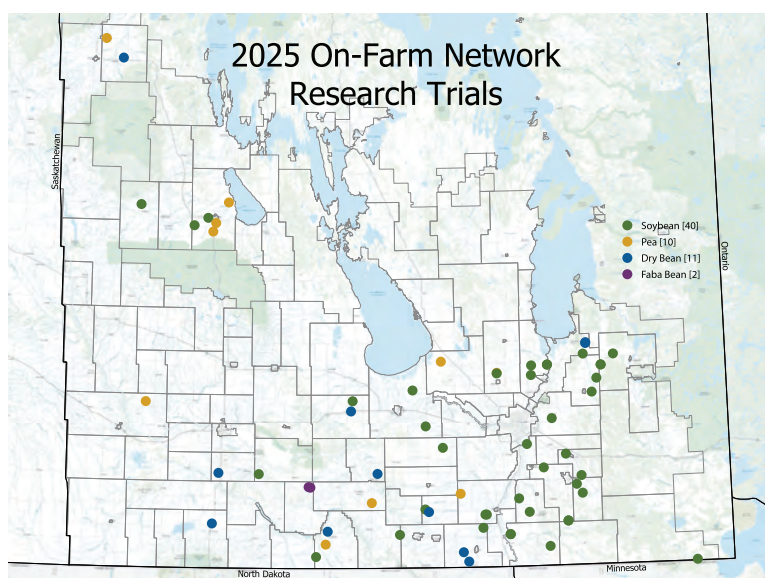 2025 On-Farm Network
Research Trials
Saskatchewan
Soybean [40]
Pea [10]
Dry Bean [11]
Faba Bean [2]
Ontario
North Dakota
Minnesota